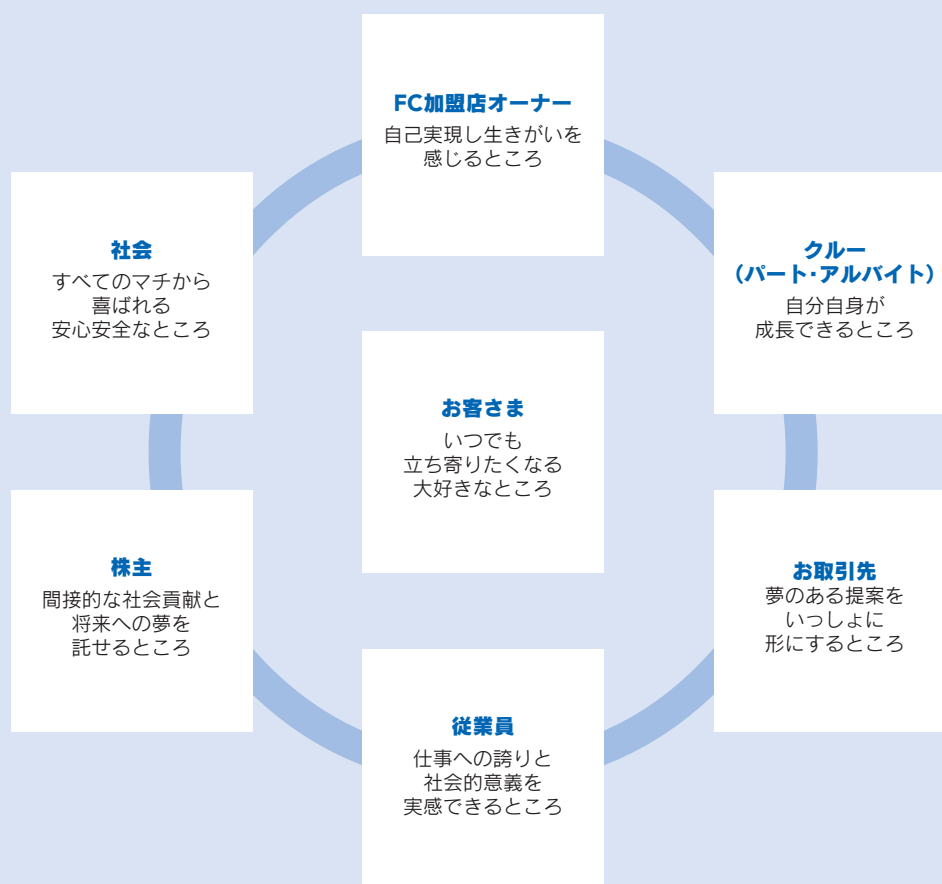 FC加盟店オーナー
自己実現し生きがいを
感じるところ
社会
すべてのマチから
喜ばれる
安心安全なところ
クルー
（パート・アルバイト）
自分自身が
成長できるところ
お客さま
いつでも
立ち寄りたくなる
大好きなところ
株主
間接的な社会貢献と
将来への夢を
託せるところ
お取引先
夢のある提案を
いっしょに
形にするところ
従業員
仕事への誇りと
社会的意義を
実感できるところ